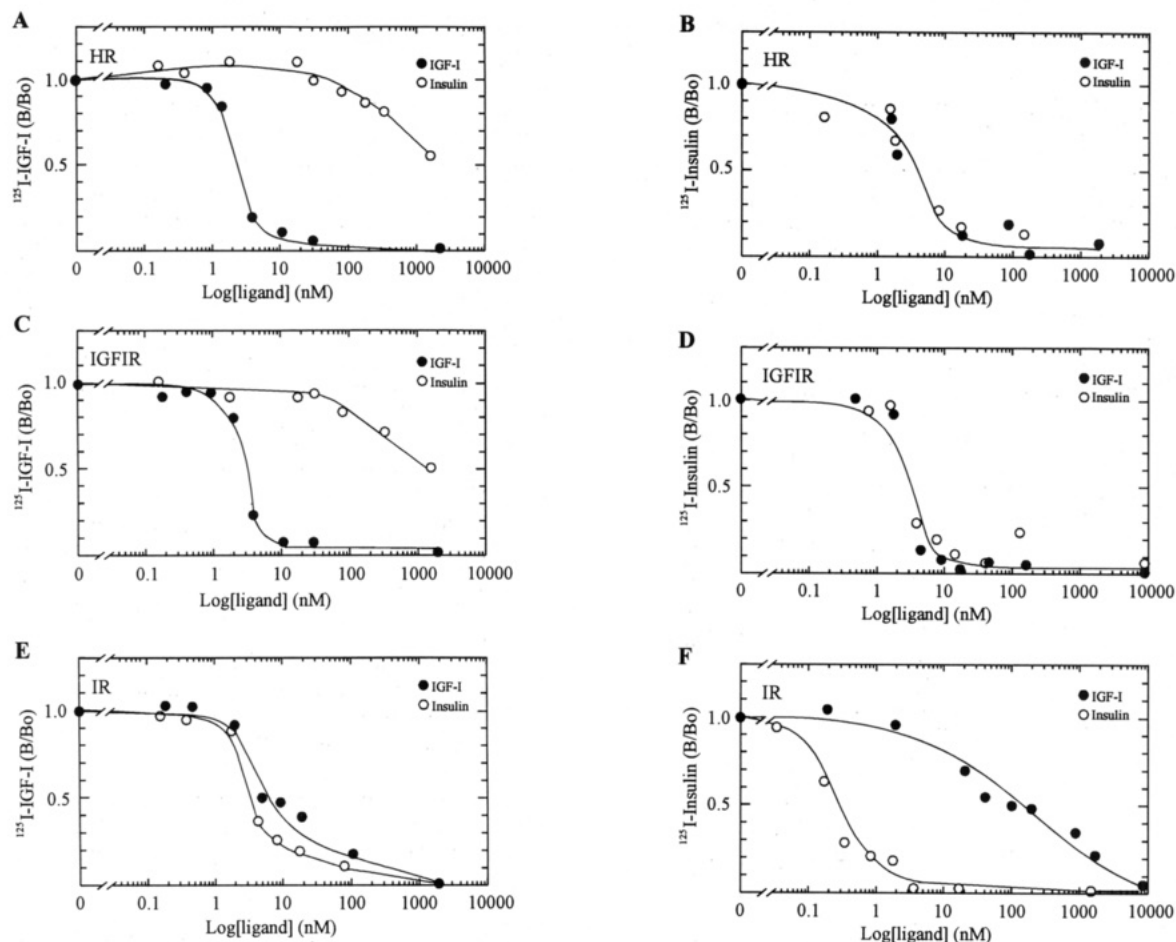 A
HR
IGF-I
Insulin
1.0
0.5
¹²⁵I-IGF-I (B/Bo)
0 0.1 1 10 100 1000 10000
Log[ligand] (nM)
B
HR
IGF-I
Insulin
1.0
0.5
¹²⁵I-Insulin (B/Bo)
0 0.1 1 10 100 1000 10000
Log[ligand] (nM)
C
IGFIR
IGF-I
Insulin
1.0
0.5
¹²⁵I-IGF-I (B/Bo)
0 0.1 1 10 100 1000 10000
Log[ligand] (nM)
D
IGFIR
IGF-I
Insulin
1.0
0.5
¹²⁵I-Insulin (B/Bo)
0 0.1 1 10 100 1000 10000
Log[ligand] (nM)
E
IR
IGF-I
Insulin
1.0
0.5
¹²⁵I-IGF-I (B/Bo)
0 0.1 1 10 100 1000 10000
Log[ligand] (nM)
F
IR
IGF-I
Insulin
1.0
0.5
¹²⁵I-Insulin (B/Bo)
0 0.1 1 10 100 1000 10000
Log[ligand] (nM)